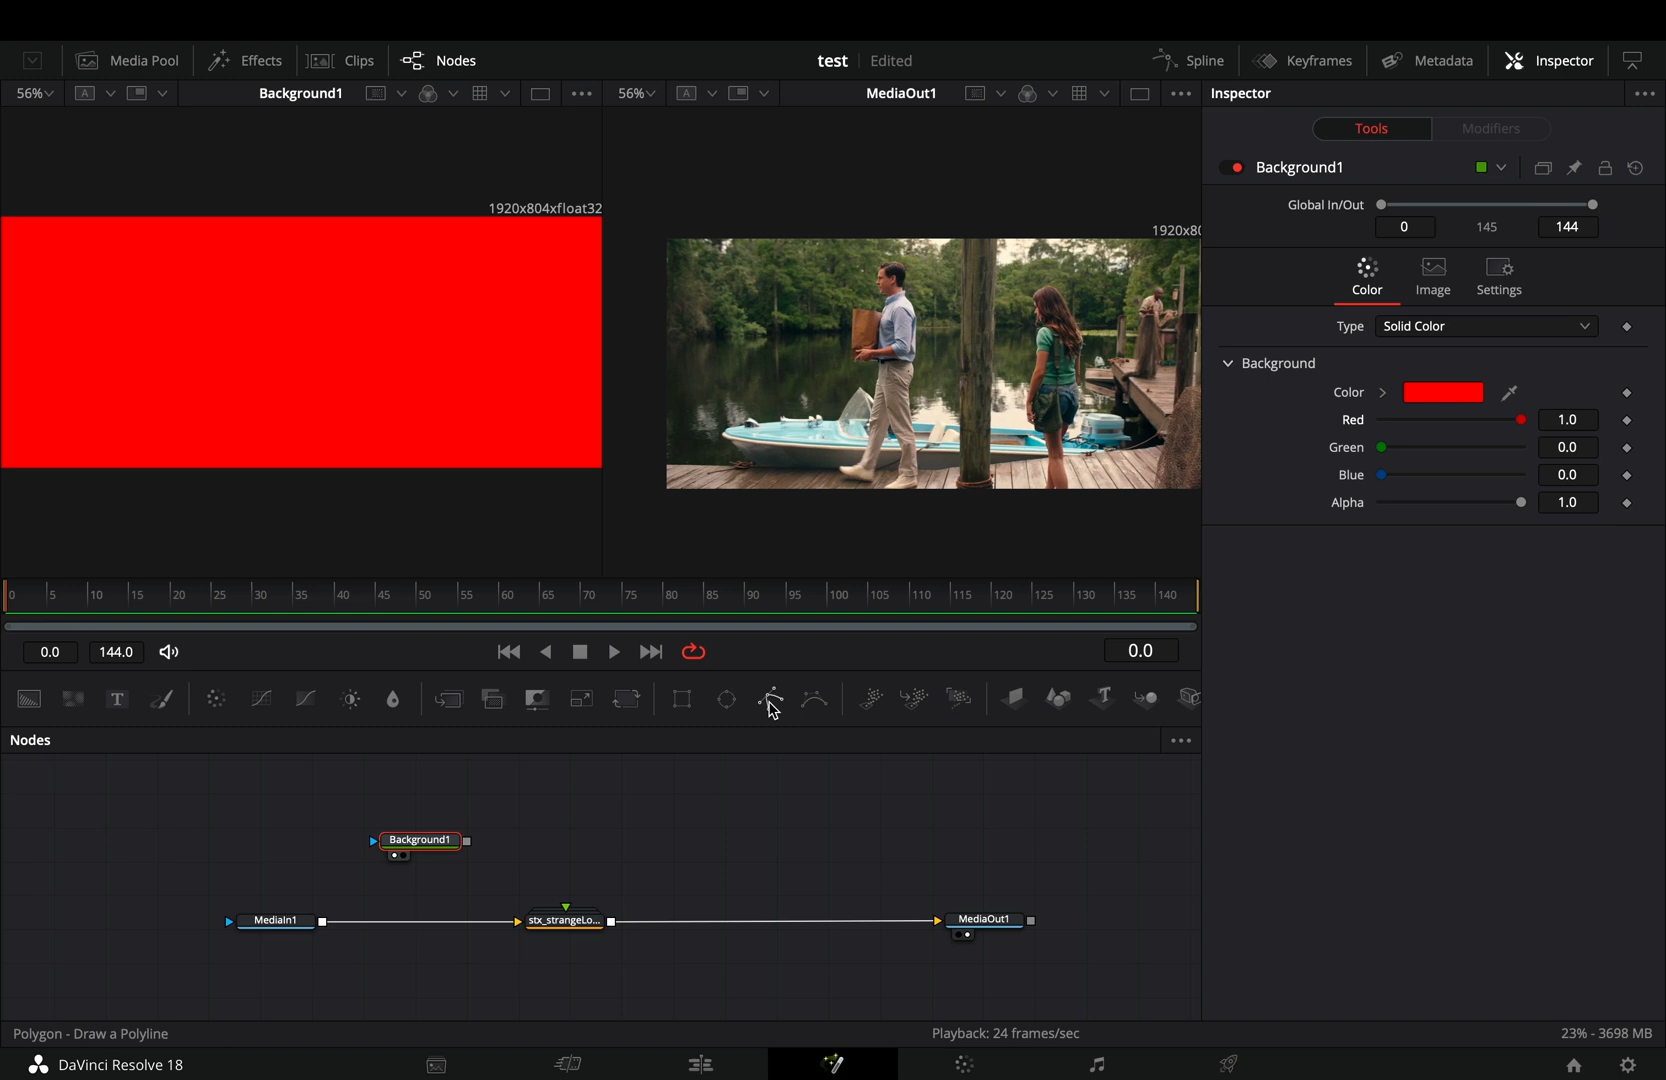 Media Pool Effects Clips Nodes test Edited Spline Keyframes Metadata Inspector
56% A Background1 56% A MediaOut1 Inspector
Tools Modifiers
Background1
1920x804xfloat32
1920x80
Global In/Out
0 145 144
Color Image Settings
Type Solid Color
Background
Color
Red 1.0
Green 0.0
Blue 0.0
Alpha 1.0
0 5 10 15 20 25 30 35 40 45 50 55 60 65 70 75 80 85 90 95 100 105 110 115 120 125 130 135 140
0.0 144.0 0.0
T T
Nodes
Background1
MediaIn1 stx_strangeLo... MediaOut1
Polygon - Draw a Polyline Playback: 24 frames/sec 23% - 3698 MB
DaVinci Resolve 18